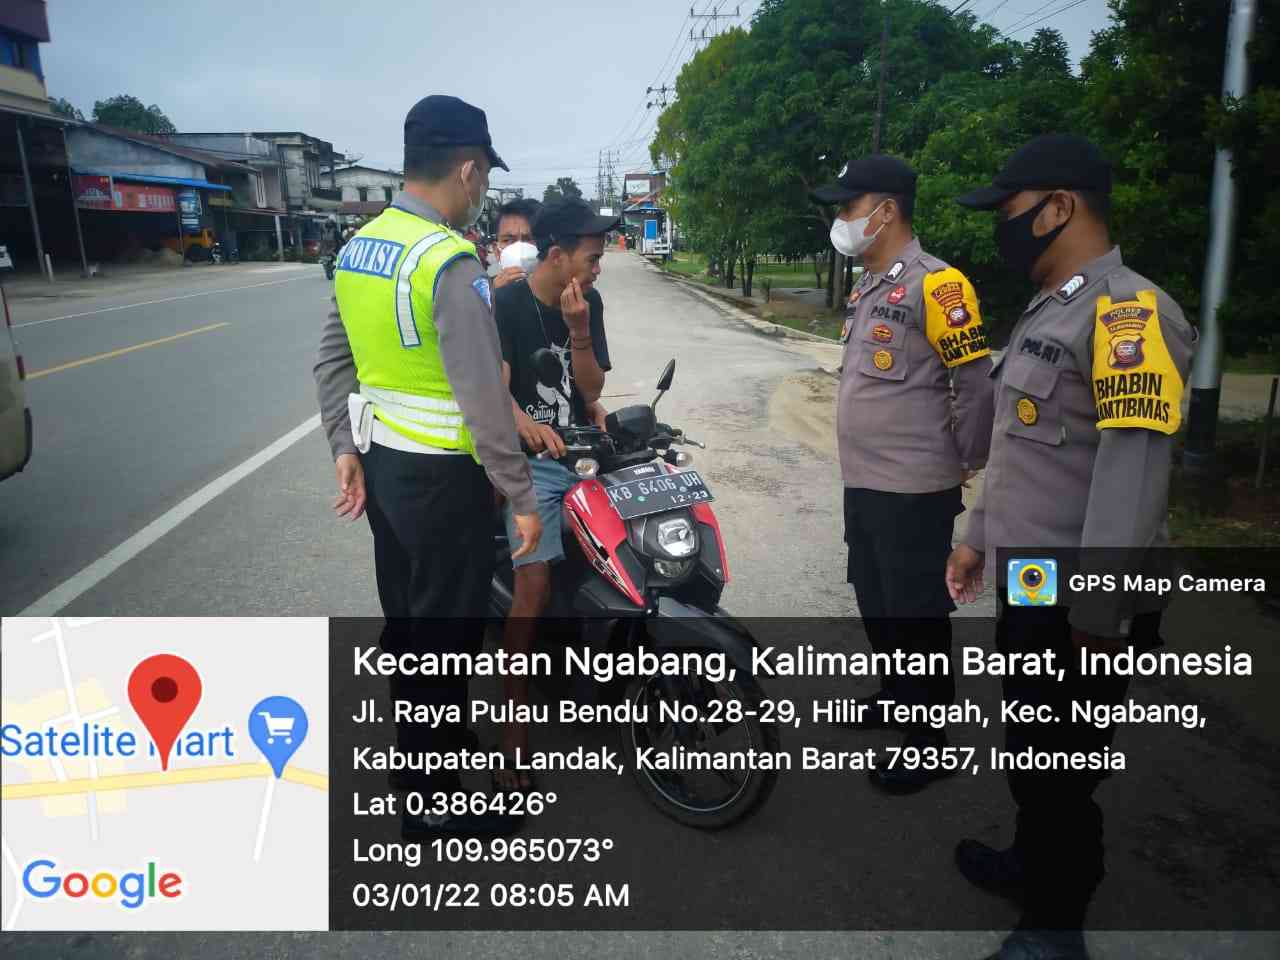 POLISI
Santuy
YAMAHA
KB 6406 UH
12·23
POLRI
BHABIN
KAMTIBMAS
POLRES
POLRI
BHABIN
KAMTIBMAS
GPS Map Camera
Kecamatan Ngabang, Kalimantan Barat, Indonesia
Jl. Raya Pulau Bendu No.28-29, Hilir Tengah, Kec. Ngabang,
Kabupaten Landak, Kalimantan Barat 79357, Indonesia
Lat 0.386426°
Long 109.965073°
03/01/22 08:05 AM
Satelite Mart
Google